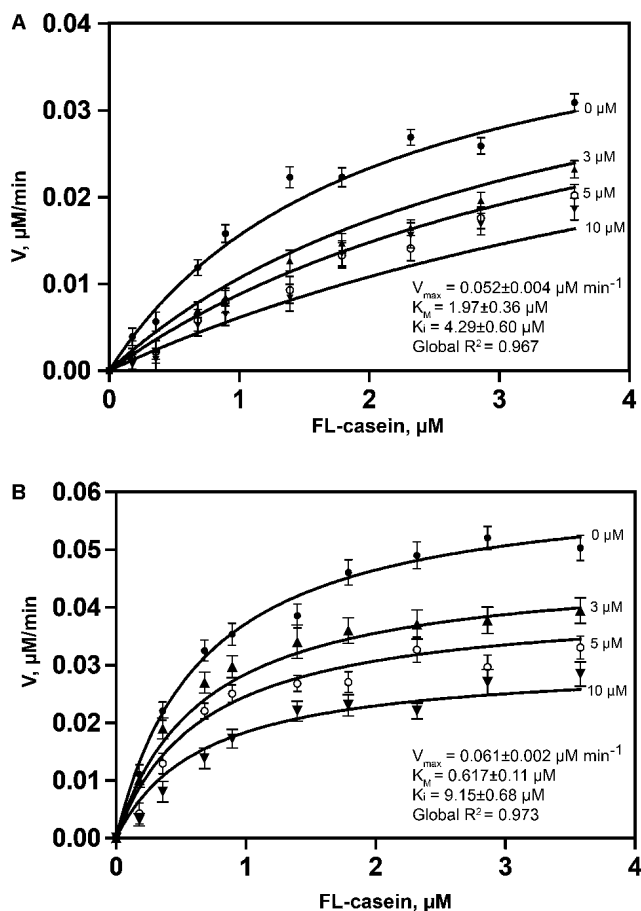 A
V, µM/min
0.04
0.03
0.02
0.01
0.00
0 µM
3 µM
5 µM
10 µM
Vmax = 0.052±0.004 µM min⁻¹
KM = 1.97±0.36 µM
Ki = 4.29±0.60 µM
Global R² = 0.967
0 1 2 3 4
FL-casein, µM
B
V, µM/min
0.06
0.05
0.04
0.03
0.02
0.01
0.00
0 µM
3 µM
5 µM
10 µM
Vmax = 0.061±0.002 µM min⁻¹
KM = 0.617±0.11 µM
Ki = 9.15±0.68 µM
Global R² = 0.973
0 1 2 3 4
FL-casein, µM